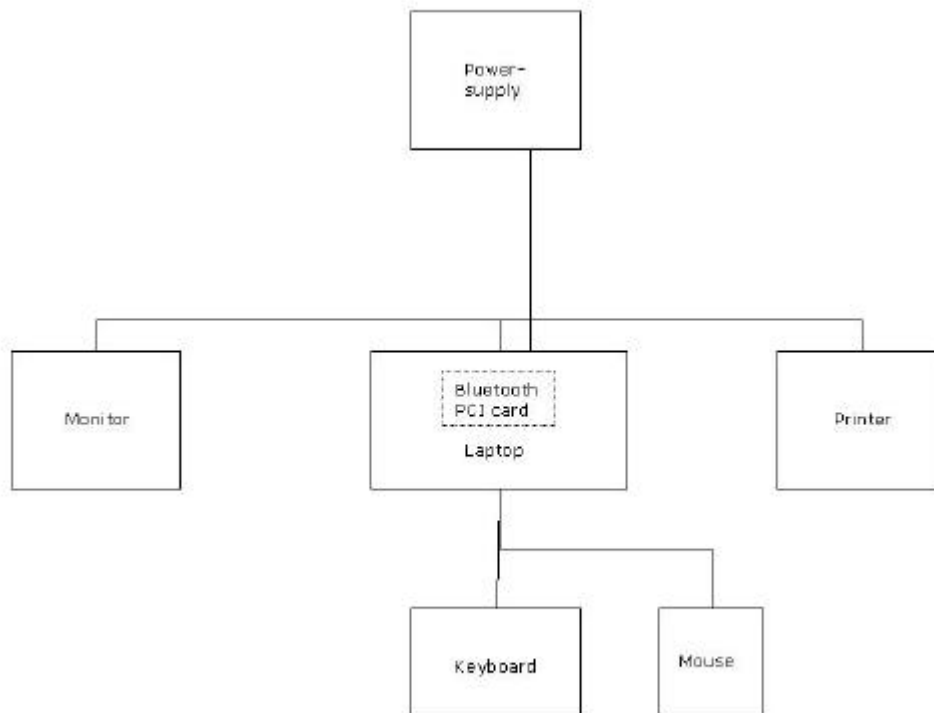 Power-
supply
Monitor
Bluetooth
PCI card
Laptop
Printer
Keyboard
Mouse